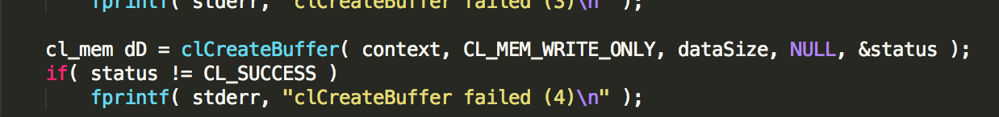 fprintf( stderr, "clCreateBuffer failed (3)\n" );
cl_mem dD = clCreateBuffer( context, CL_MEM_WRITE_ONLY, dataSize, NULL, &status );
if( status != CL_SUCCESS )
fprintf( stderr, "clCreateBuffer failed (4)\n" );